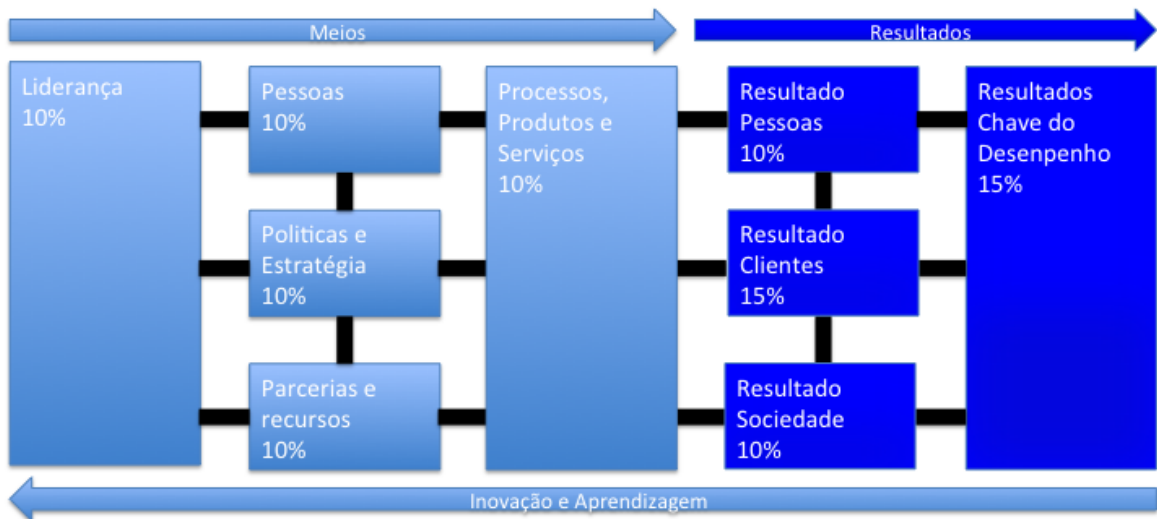 Meios
Resultados
Liderança
10%
Pessoas
10%
Politicas e
Estratégia
10%
Parcerias e
recursos
10%
Processos,
Produtos e
Serviços
10%
Resultado
Pessoas
10%
Resultado
Clientes
15%
Resultado
Sociedade
10%
Resultados
Chave do
Desenpenho
15%
Inovação e Aprendizagem